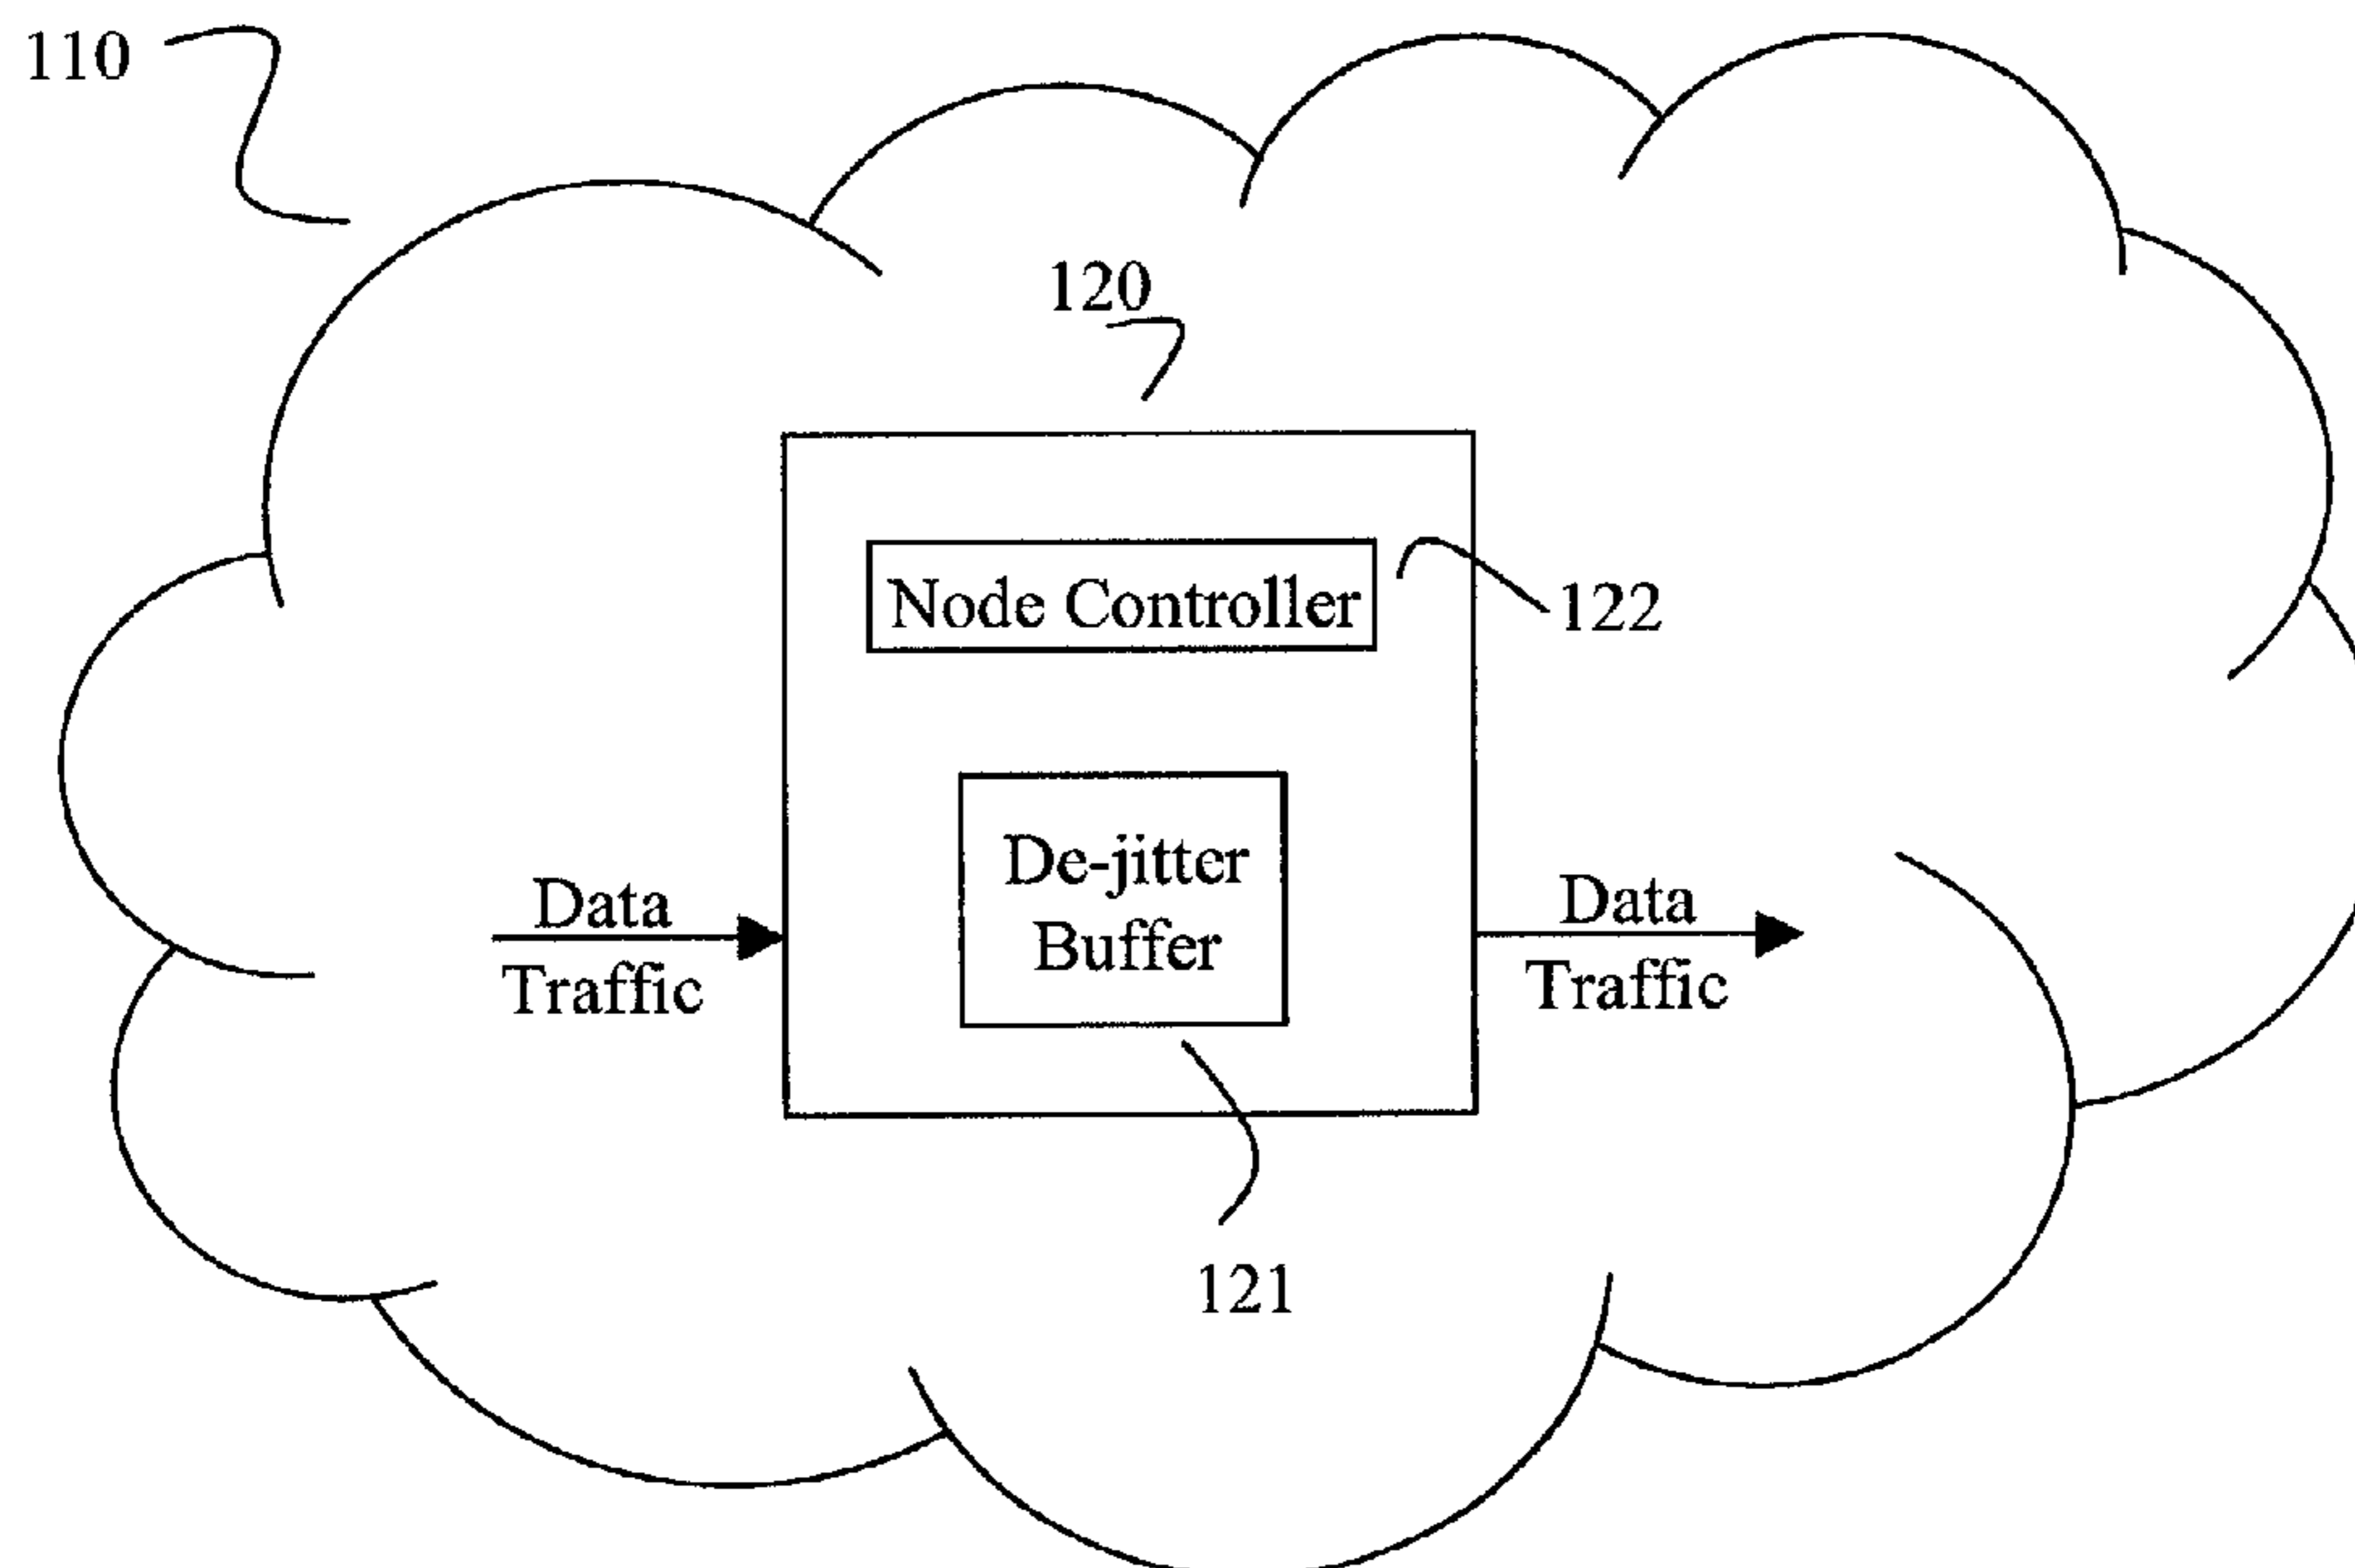 110
120
Node Controller
122
De-jitter
Buffer
Data
Traffic
Data
Traffic
121